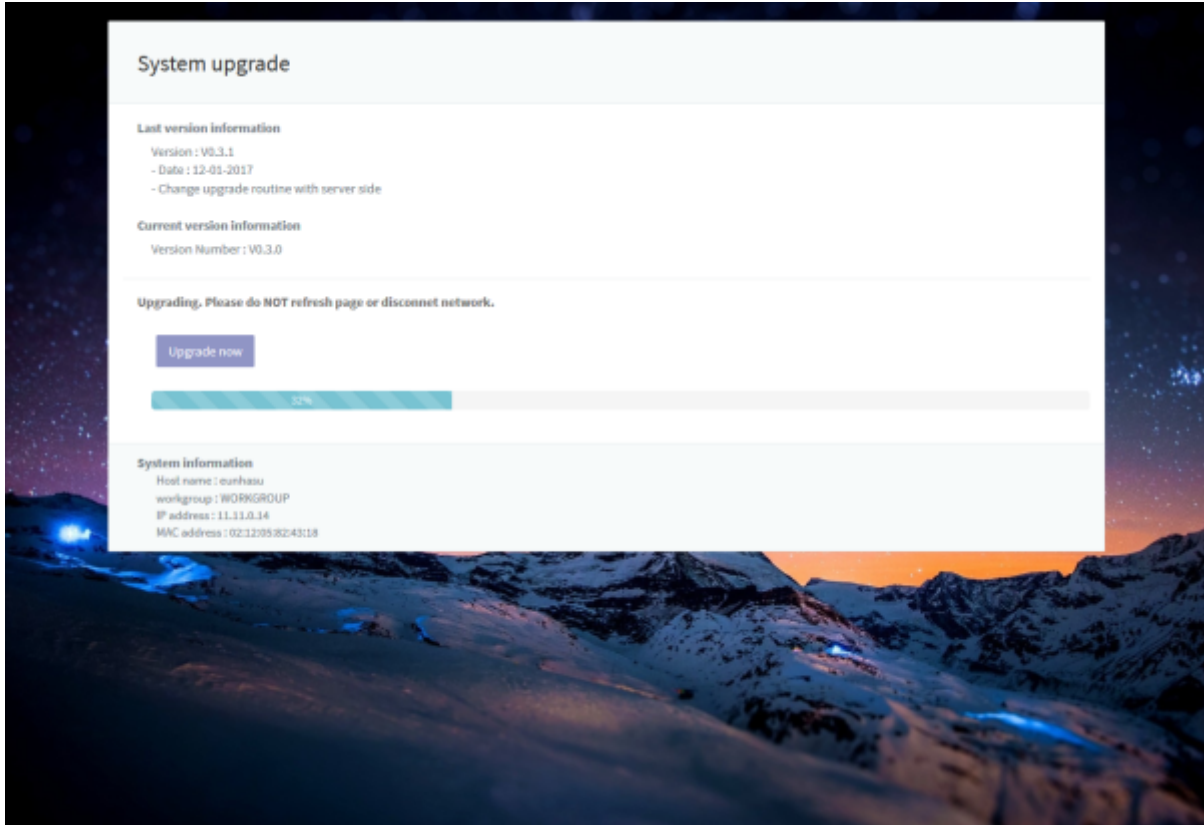 System upgrade
Last version information
Version : V0.3.1
- Date : 12-01-2017
- Change upgrade routine with server side
Current version information
Version Number : V0.3.0
Upgrading. Please do NOT refresh page or disconnet network.
Upgrade now
32%
System information
Host name : eunhasu
workgroup : WORKGROUP
IP address : 11.11.0.14
MAC address : 02:12:05:82:43:18